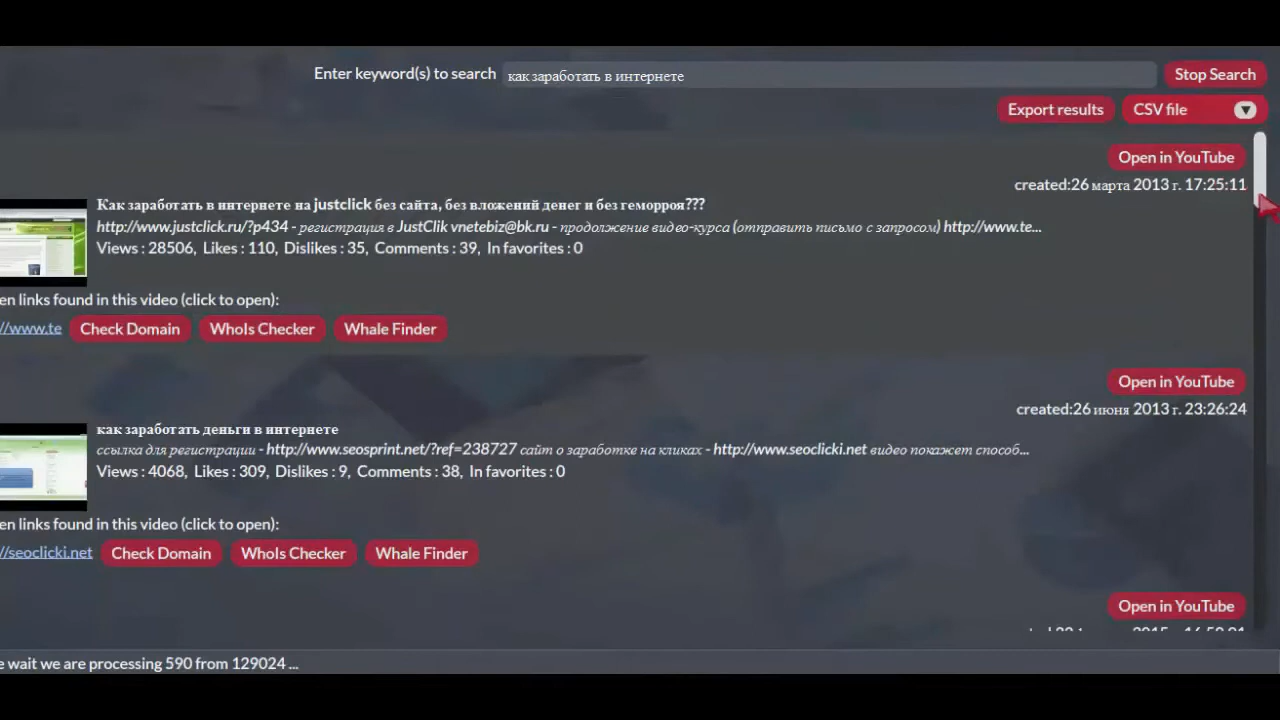 Enter keyword(s) to search как заработать в интернете Stop Search
Export results CSV file
Open in YouTube
created:26 марта 2013 г. 17:25:11
Как заработать в интернете на justclick без сайта, без вложений денег и без геморроя???
http://www.justclick.ru/?p434 - регистрация в JustClik vnetebiz@bk.ru - продолжение видео-курса (отправить письмо с запросом) http://www.te...
Views : 28506, Likes : 110, Dislikes : 35, Comments : 39, In favorites : 0
en links found in this video (click to open):
//www.te Check Domain WhoIs Checker Whale Finder
Open in YouTube
created:26 июня 2013 г. 23:26:24
как заработать деньги в интернете
ссылка для регистрации - http://www.seosprint.net/?ref=238727 сайт о заработке на кликах - http://www.seoclicki.net видео покажет способ...
Views : 4068, Likes : 309, Dislikes : 9, Comments : 38, In favorites : 0
en links found in this video (click to open):
//seoclicki.net Check Domain WhoIs Checker Whale Finder
Open in YouTube
e wait we are processing 590 from 129024 ...